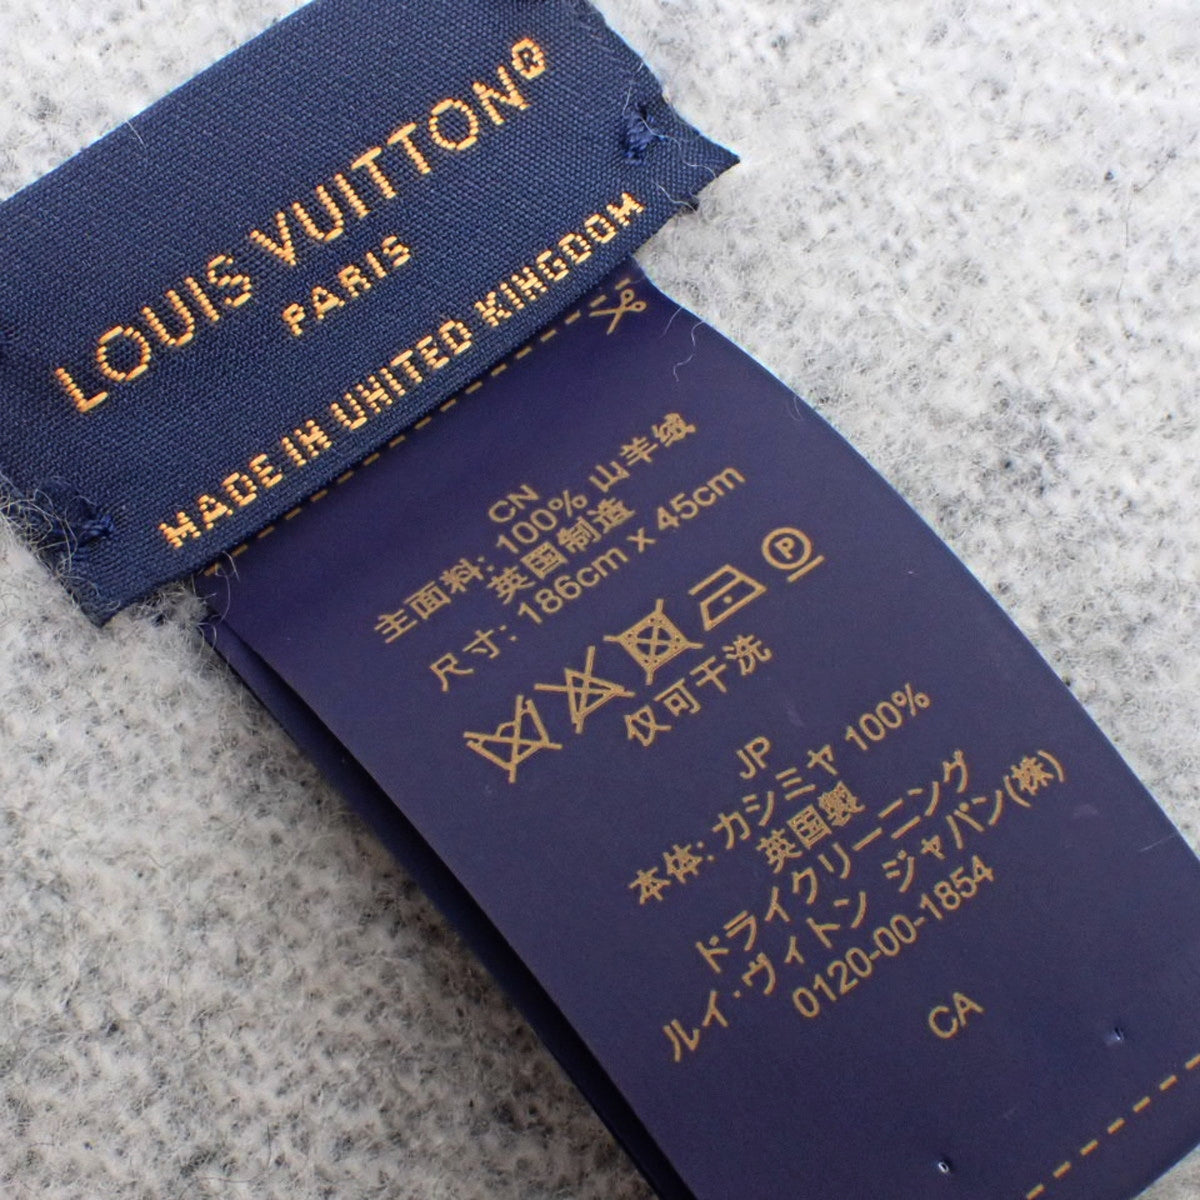 LOUIS VUITTON®
PARIS
MADE IN UNITED KINGDOM
CN
主面料: 100% 山羊绒
英国制造
尺寸: 186cm x 45cm
P
仅可干洗
JP
本体: カシミヤ 100%
英国製
ドライクリーニング
ルイ・ヴィトン ジャパン(株)
0120-00-1854
CA